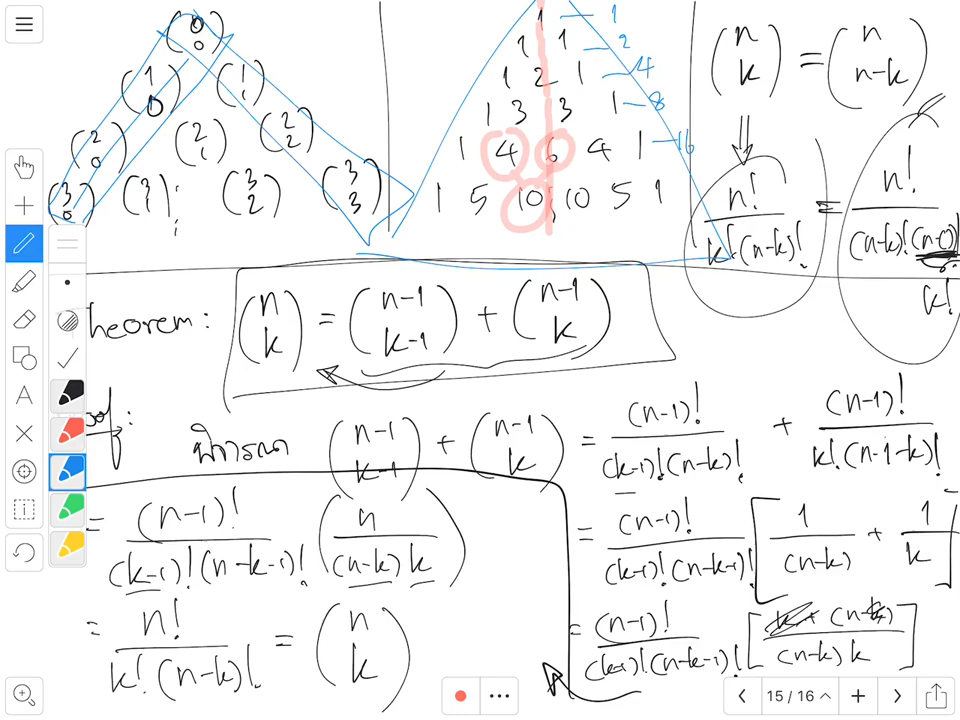 (0 0)
(1 0) (1 1)
(2 0) (2 1) (2 2)
(3 0) (3 1) (3 2) (3 3)
1 — 1
1 1 — 2
1 2 1 — 4
1 3 3 1 — 8
1 4 6 4 1 — 16
1 5 10 10 5 1
(n k) = (n n-k)
⇓
n! / k!(n-k)! = n! / (n-k)!
k!
heorem: (n k) = (n-1 k-1) + (n-1 k)
oof:
พิจารณา (n-1 k-1) + (n-1 k) = (n-1)! / (k-1)!(n-k)! + (n-1)! / k!(n-1-k)!
= (n-1)! / (k-1)!(n-k-1)! [1 / (n-k) + 1 / k]
= (n-1)! / (k-1)!(n-k-1)! [ / (n-k)k]
= (n-1)! / (k-1)!(n-k-1)! (n / (n-k)k)
= n! / k!(n-k)! = (n k)
A
15 / 16